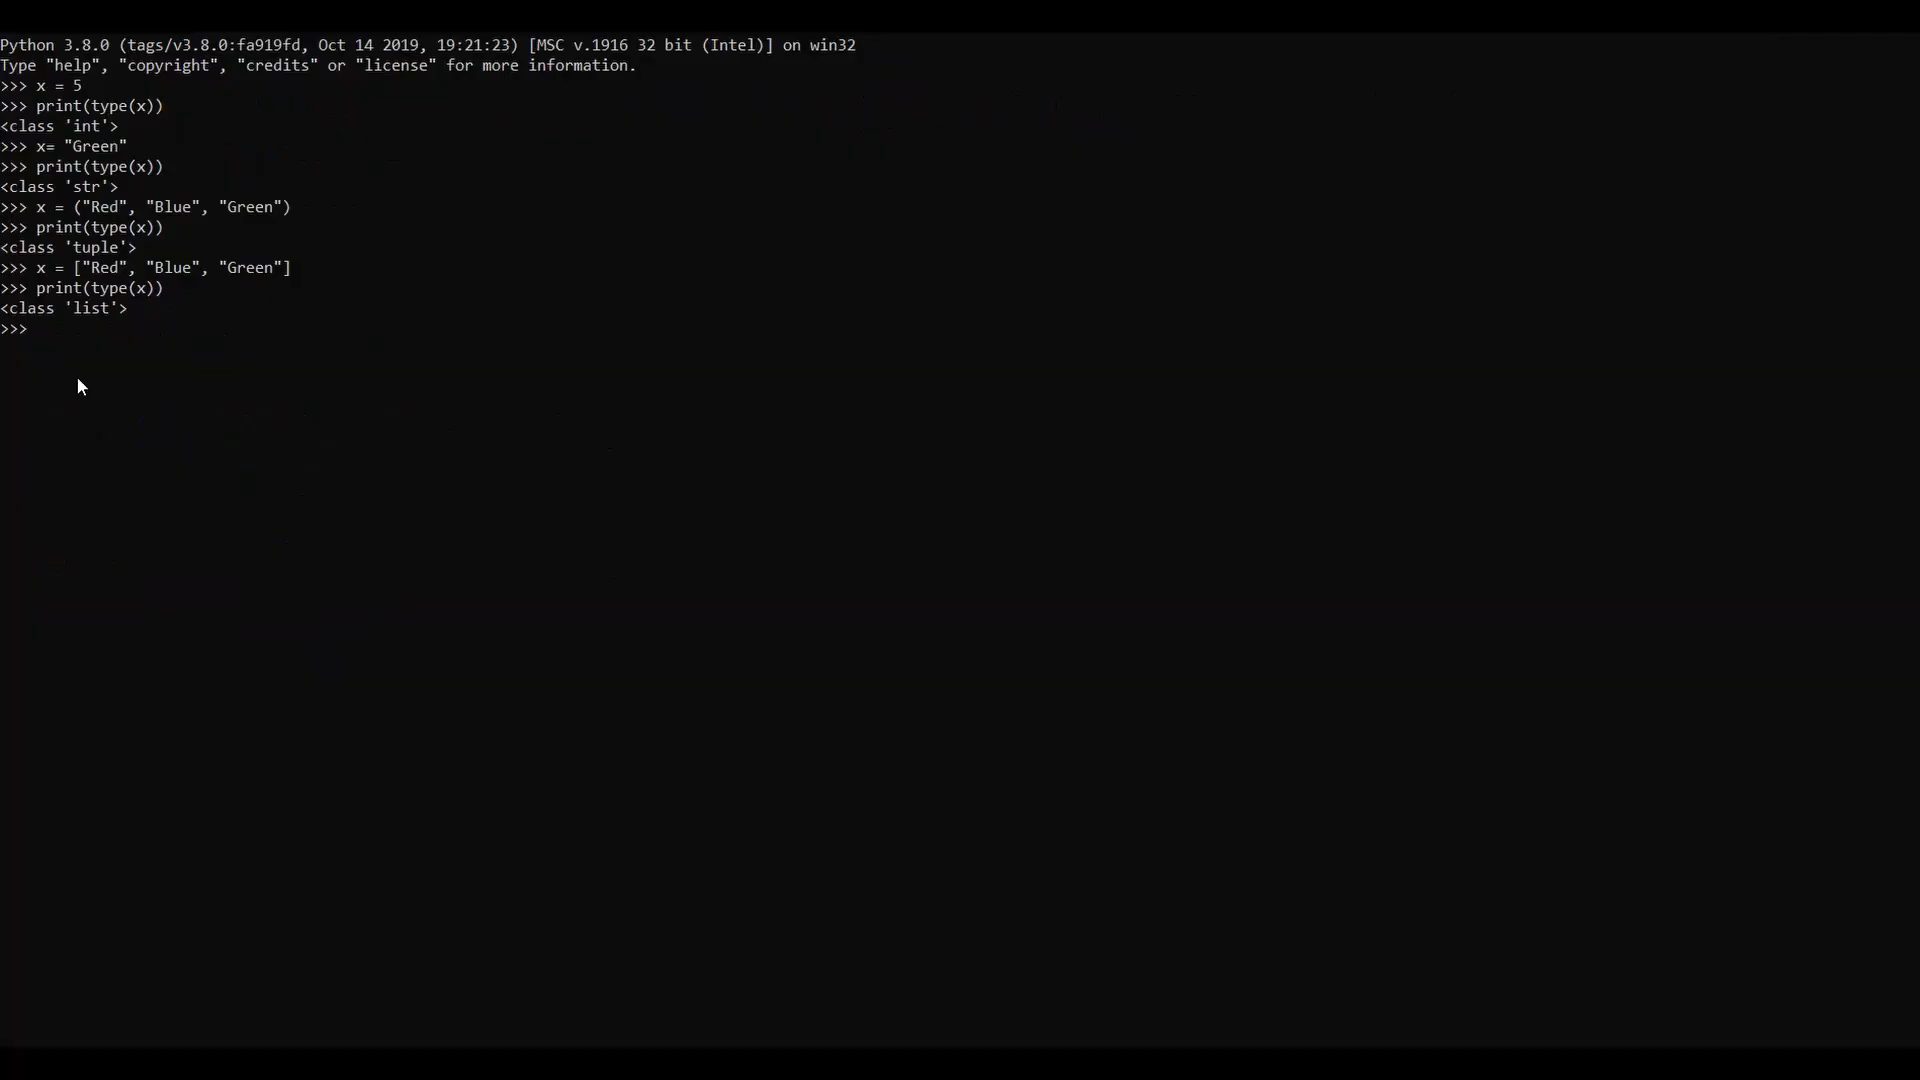 Python 3.8.0 (tags/v3.8.0:fa919fd, Oct 14 2019, 19:21:23) [MSC v.1916 32 bit (Intel)] on win32
Type "help", "copyright", "credits" or "license" for more information.
>>> x = 5
>>> print(type(x))
<class 'int'>
>>> x= "Green"
>>> print(type(x))
<class 'str'>
>>> x = ("Red", "Blue", "Green")
>>> print(type(x))
<class 'tuple'>
>>> x = ["Red", "Blue", "Green"]
>>> print(type(x))
<class 'list'>
>>>